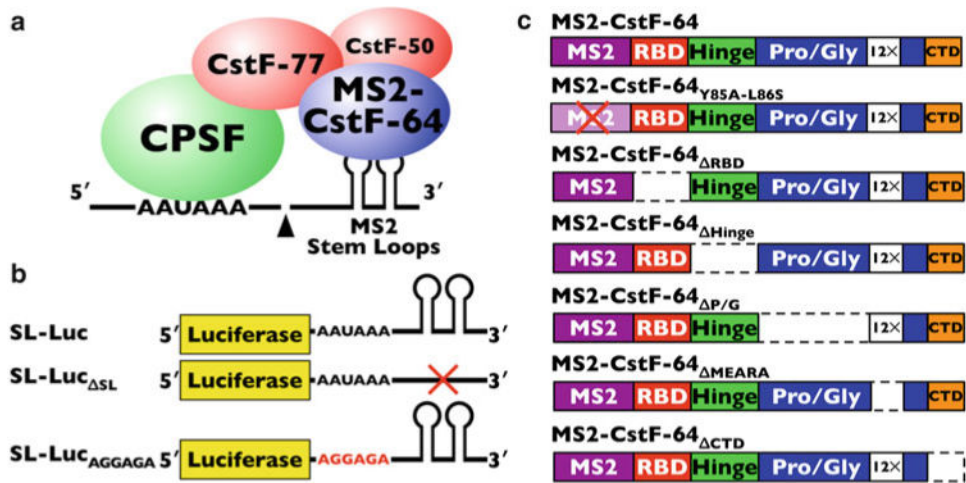 a
CstF-77
CstF-50
MS2-
CstF-64
CPSF
5′ AAUAAA 3′
MS2
Stem Loops
b
SL-Luc 5′ Luciferase AAUAAA 3′
SL-LucΔSL 5′ Luciferase AAUAAA 3′
SL-LucAGGAGA 5′ Luciferase AGGAGA 3′
c
MS2-CstF-64
MS2 RBD Hinge Pro/Gly 12× CTD
MS2-CstF-64Y85A-L86S
MS2 RBD Hinge Pro/Gly 12× CTD
MS2-CstF-64ΔRBD
MS2 Hinge Pro/Gly 12× CTD
MS2-CstF-64ΔHinge
MS2 RBD Pro/Gly 12× CTD
MS2-CstF-64ΔP/G
MS2 RBD Hinge 12× CTD
MS2-CstF-64ΔMEARA
MS2 RBD Hinge Pro/Gly CTD
MS2-CstF-64ΔCTD
MS2 RBD Hinge Pro/Gly 12×